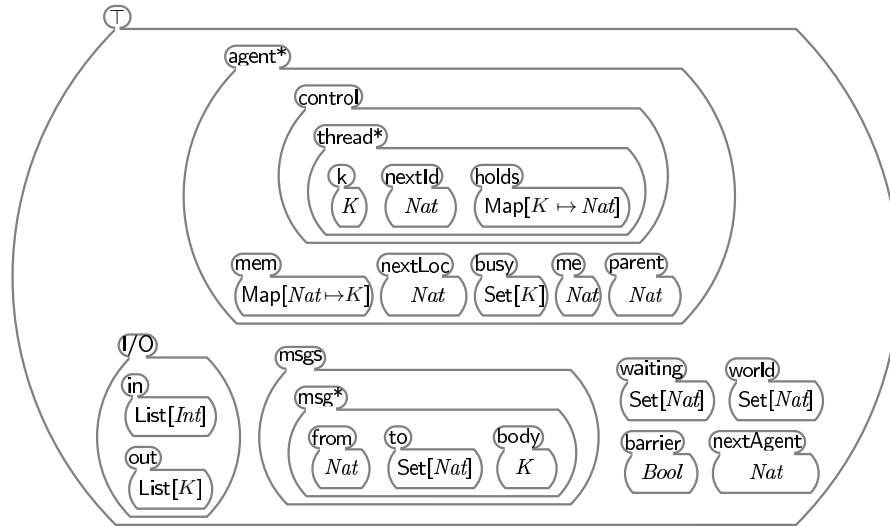 ⊤
agent*
control
thread*
k nextId holds
K Nat Map[K ↦ Nat]
mem nextLoc busy me parent
Map[Nat↦K] Nat Set[K] Nat Nat
I/O msgs
waiting world
in msg*
List[Int] Set[Nat] Set[Nat]
from to body barrier nextAgent
out Nat Set[Nat] K Bool Nat
List[K]